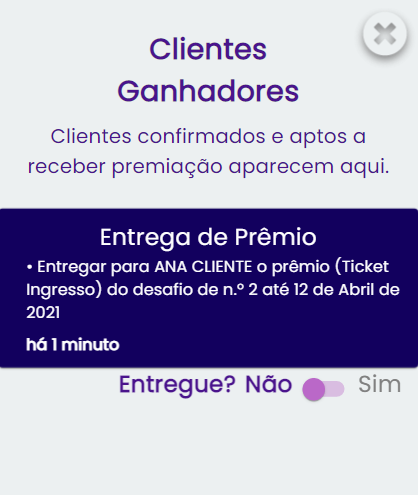 Clientes
Ganhadores
Clientes confirmados e aptos a
receber premiação aparecem aqui.
Entrega de Prêmio
• Entregar para ANA CLIENTE o prêmio (Ticket
Ingresso) do desafio de n.º 2 até 12 de Abril de
2021
há 1 minuto
Entregue? Não Sim